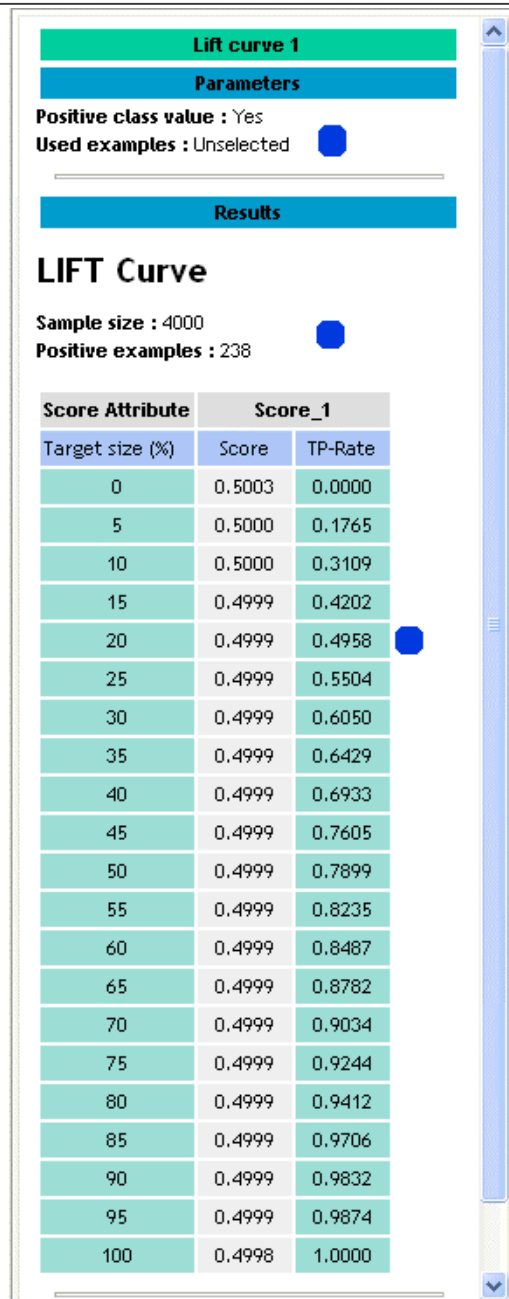 Lift curve 1
Parameters
Positive class value : Yes
Used examples : Unselected
Results
LIFT Curve
Sample size : 4000
Positive examples : 238
Score Attribute Score_1
Target size (%) Score TP-Rate
0 0.5003 0.0000
5 0.5000 0.1765
10 0.5000 0.3109
15 0.4999 0.4202
20 0.4999 0.4958
25 0.4999 0.5504
30 0.4999 0.6050
35 0.4999 0.6429
40 0.4999 0.6933
45 0.4999 0.7605
50 0.4999 0.7899
55 0.4999 0.8235
60 0.4999 0.8487
65 0.4999 0.8782
70 0.4999 0.9034
75 0.4999 0.9244
80 0.4999 0.9412
85 0.4999 0.9706
90 0.4999 0.9832
95 0.4999 0.9874
100 0.4998 1.0000